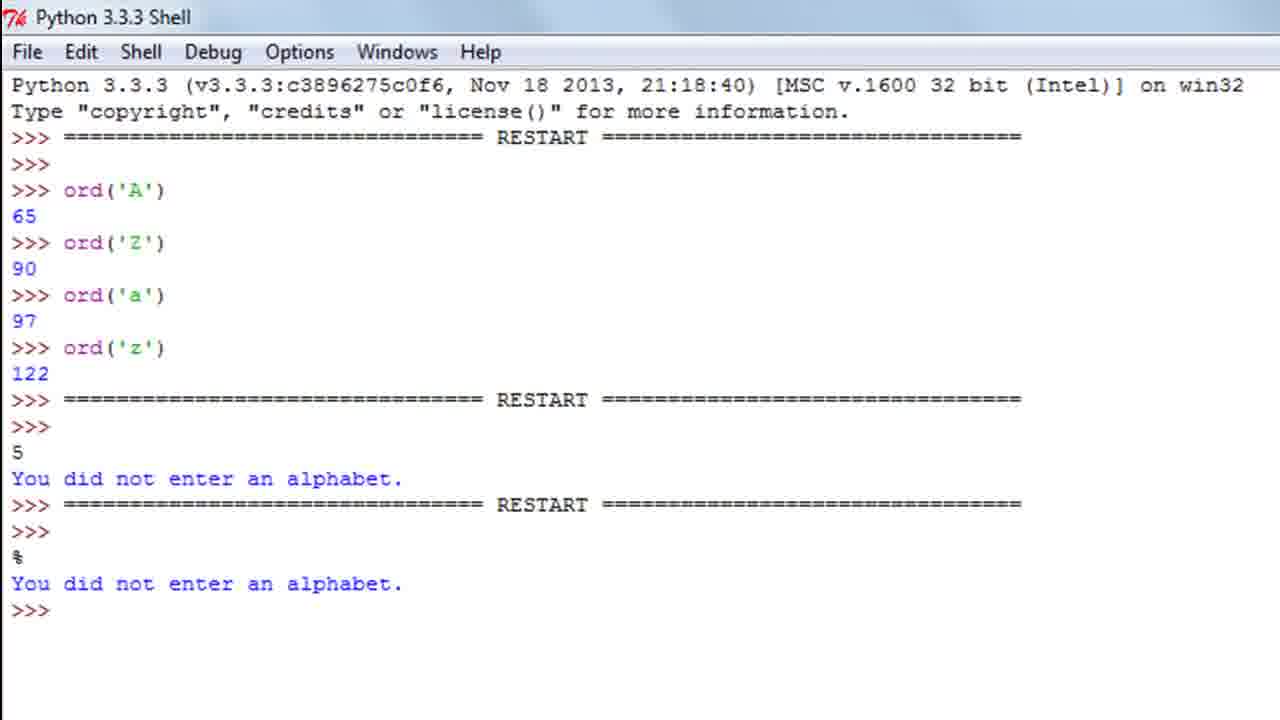 Python 3.3.3 Shell
File Edit Shell Debug Options Windows Help
Python 3.3.3 (v3.3.3:c3896275c0f6, Nov 18 2013, 21:18:40) [MSC v.1600 32 bit (Intel)] on win32
Type "copyright", "credits" or "license()" for more information.
>>> ================================ RESTART ================================
>>>
>>> ord('A')
65
>>> ord('Z')
90
>>> ord('a')
97
>>> ord('z')
122
>>> ================================ RESTART ================================
>>>
5
You did not enter an alphabet.
>>> ================================ RESTART ================================
>>>
%
You did not enter an alphabet.
>>>